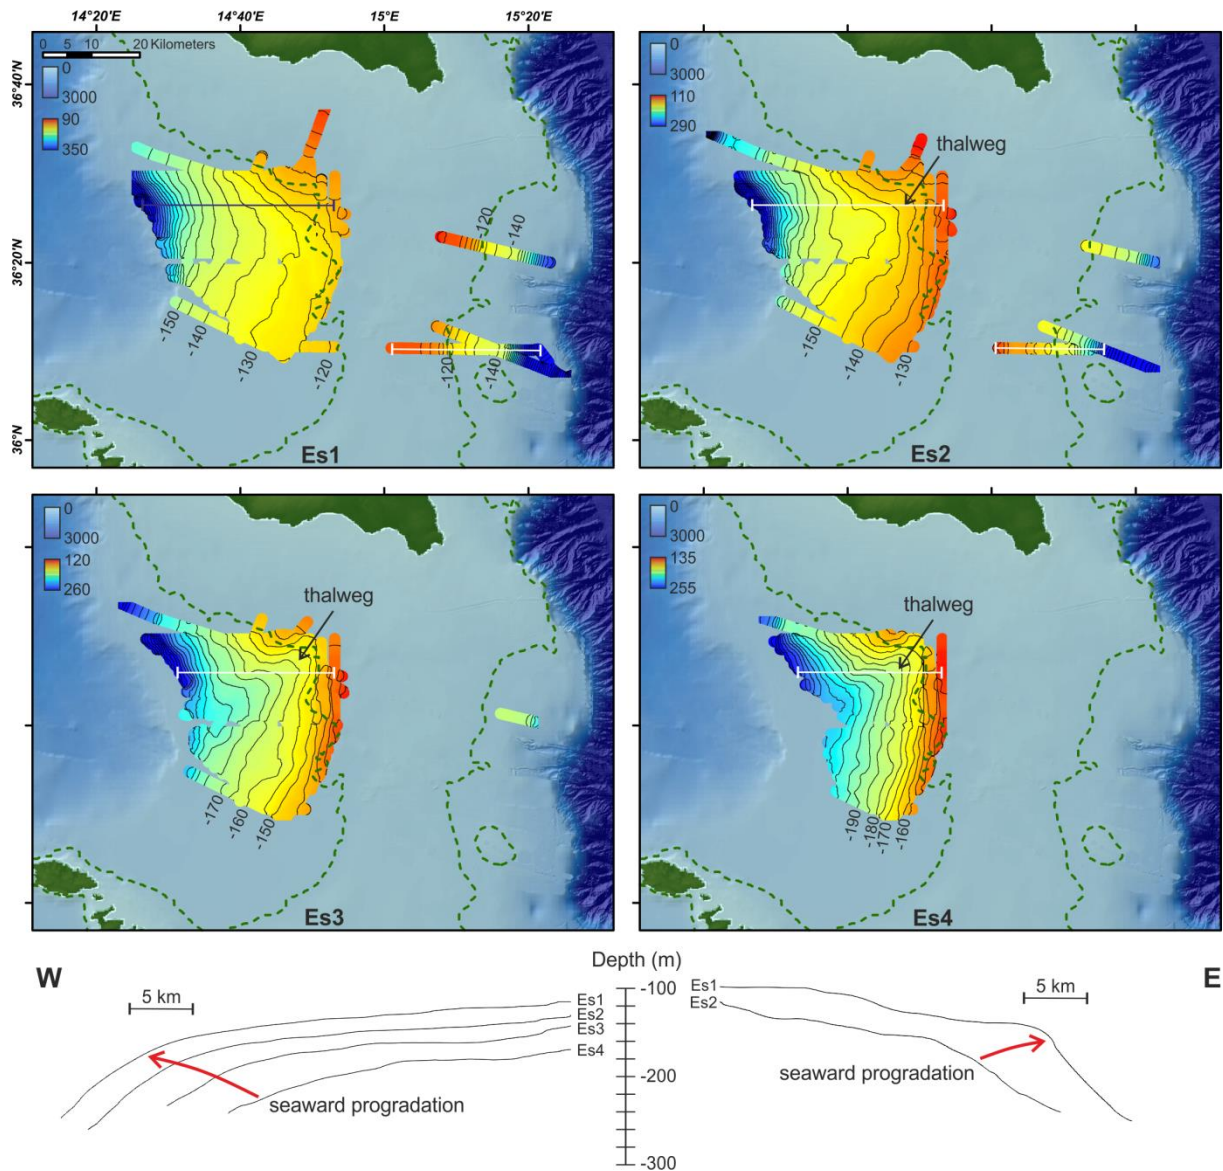 14°20'E 14°40'E 15°E 15°20'E
0 5 10 20 Kilometers
0
3000
90
350
36°40'N
36°20'N
36°N
-150
-140
-130
-120
-120
-140
-120
-140
Es1
0
3000
110
290
thalweg
-150
-140
-130
Es2
0
3000
120
260
thalweg
-170
-160
-150
Es3
0
3000
135
255
thalweg
-190
-180
-170
-160
Es4
W
5 km
Es1
Es2
Es3
Es4
seaward progradation
Depth (m)
-100
-200
-300
Es1
Es2
5 km
E
seaward progradation